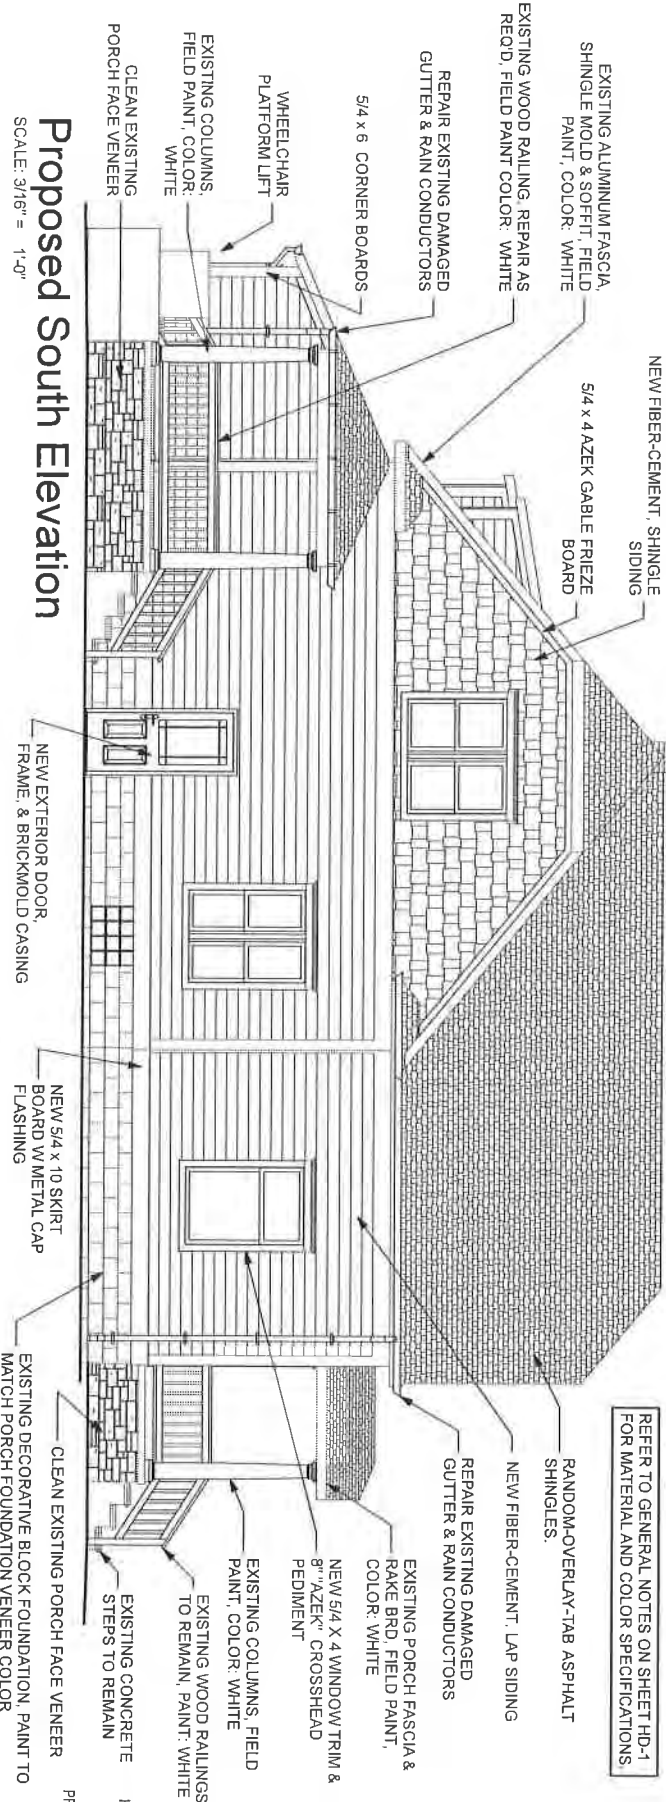 EXISTING ALUMINUM FASCIA,
SHINGLE MOLD & SOFFIT, FIELD
PAINT, COLOR: WHITE
EXISTING WOOD RAILING, REPAIR AS
REQ'D, FIELD PAINT COLOR: WHITE
REPAIR EXISTING DAMAGED
GUTTER & RAIN CONDUCTORS
5/4 x 6 CORNER BOARDS
WHEELCHAIR
PLATFORM LIFT
EXISTING COLUMNS,
FIELD PAINT, COLOR:
WHITE
CLEAN EXISTING
PORCH FACE VENEER
NEW FIBER-CEMENT, SHINGLE
SIDING
5/4 x 4 AZEK GABLE FRIEZE
BOARD
Proposed South Elevation
SCALE: 3/16" = 1'-0"
NEW EXTERIOR DOOR,
FRAME, & BRICKMOLD CASING
NEW 5/4 x 10 SKIRT
BOARD W METAL CAP
FLASHING
REFER TO GENERAL NOTES ON SHEET HD-1
FOR MATERIAL AND COLOR SPECIFICATIONS,
RANDOM-OVERLAY-TAB ASPHALT
SHINGLES.
NEW FIBER-CEMENT, LAP SIDING
REPAIR EXISTING DAMAGED
GUTTER & RAIN CONDUCTORS
EXISTING PORCH FASCIA &
RAKE BRD, FIELD PAINT,
COLOR: WHITE
NEW 5/4 X 4 WINDOW TRIM &
8" "AZEK" CROSSHEAD
PEDIMENT
EXISTING COLUMNS, FIELD
PAINT, COLOR: WHITE
EXISTING WOOD RAILINGS
TO REMAIN, PAINT: WHITE
EXISTING CONCRETE
STEPS TO REMAIN
CLEAN EXISTING PORCH FACE VENEER
EXISTING DECORATIVE BLOCK FOUNDATION, PAINT TO
MATCH PORCH FOUNDATION VENEER COLOR